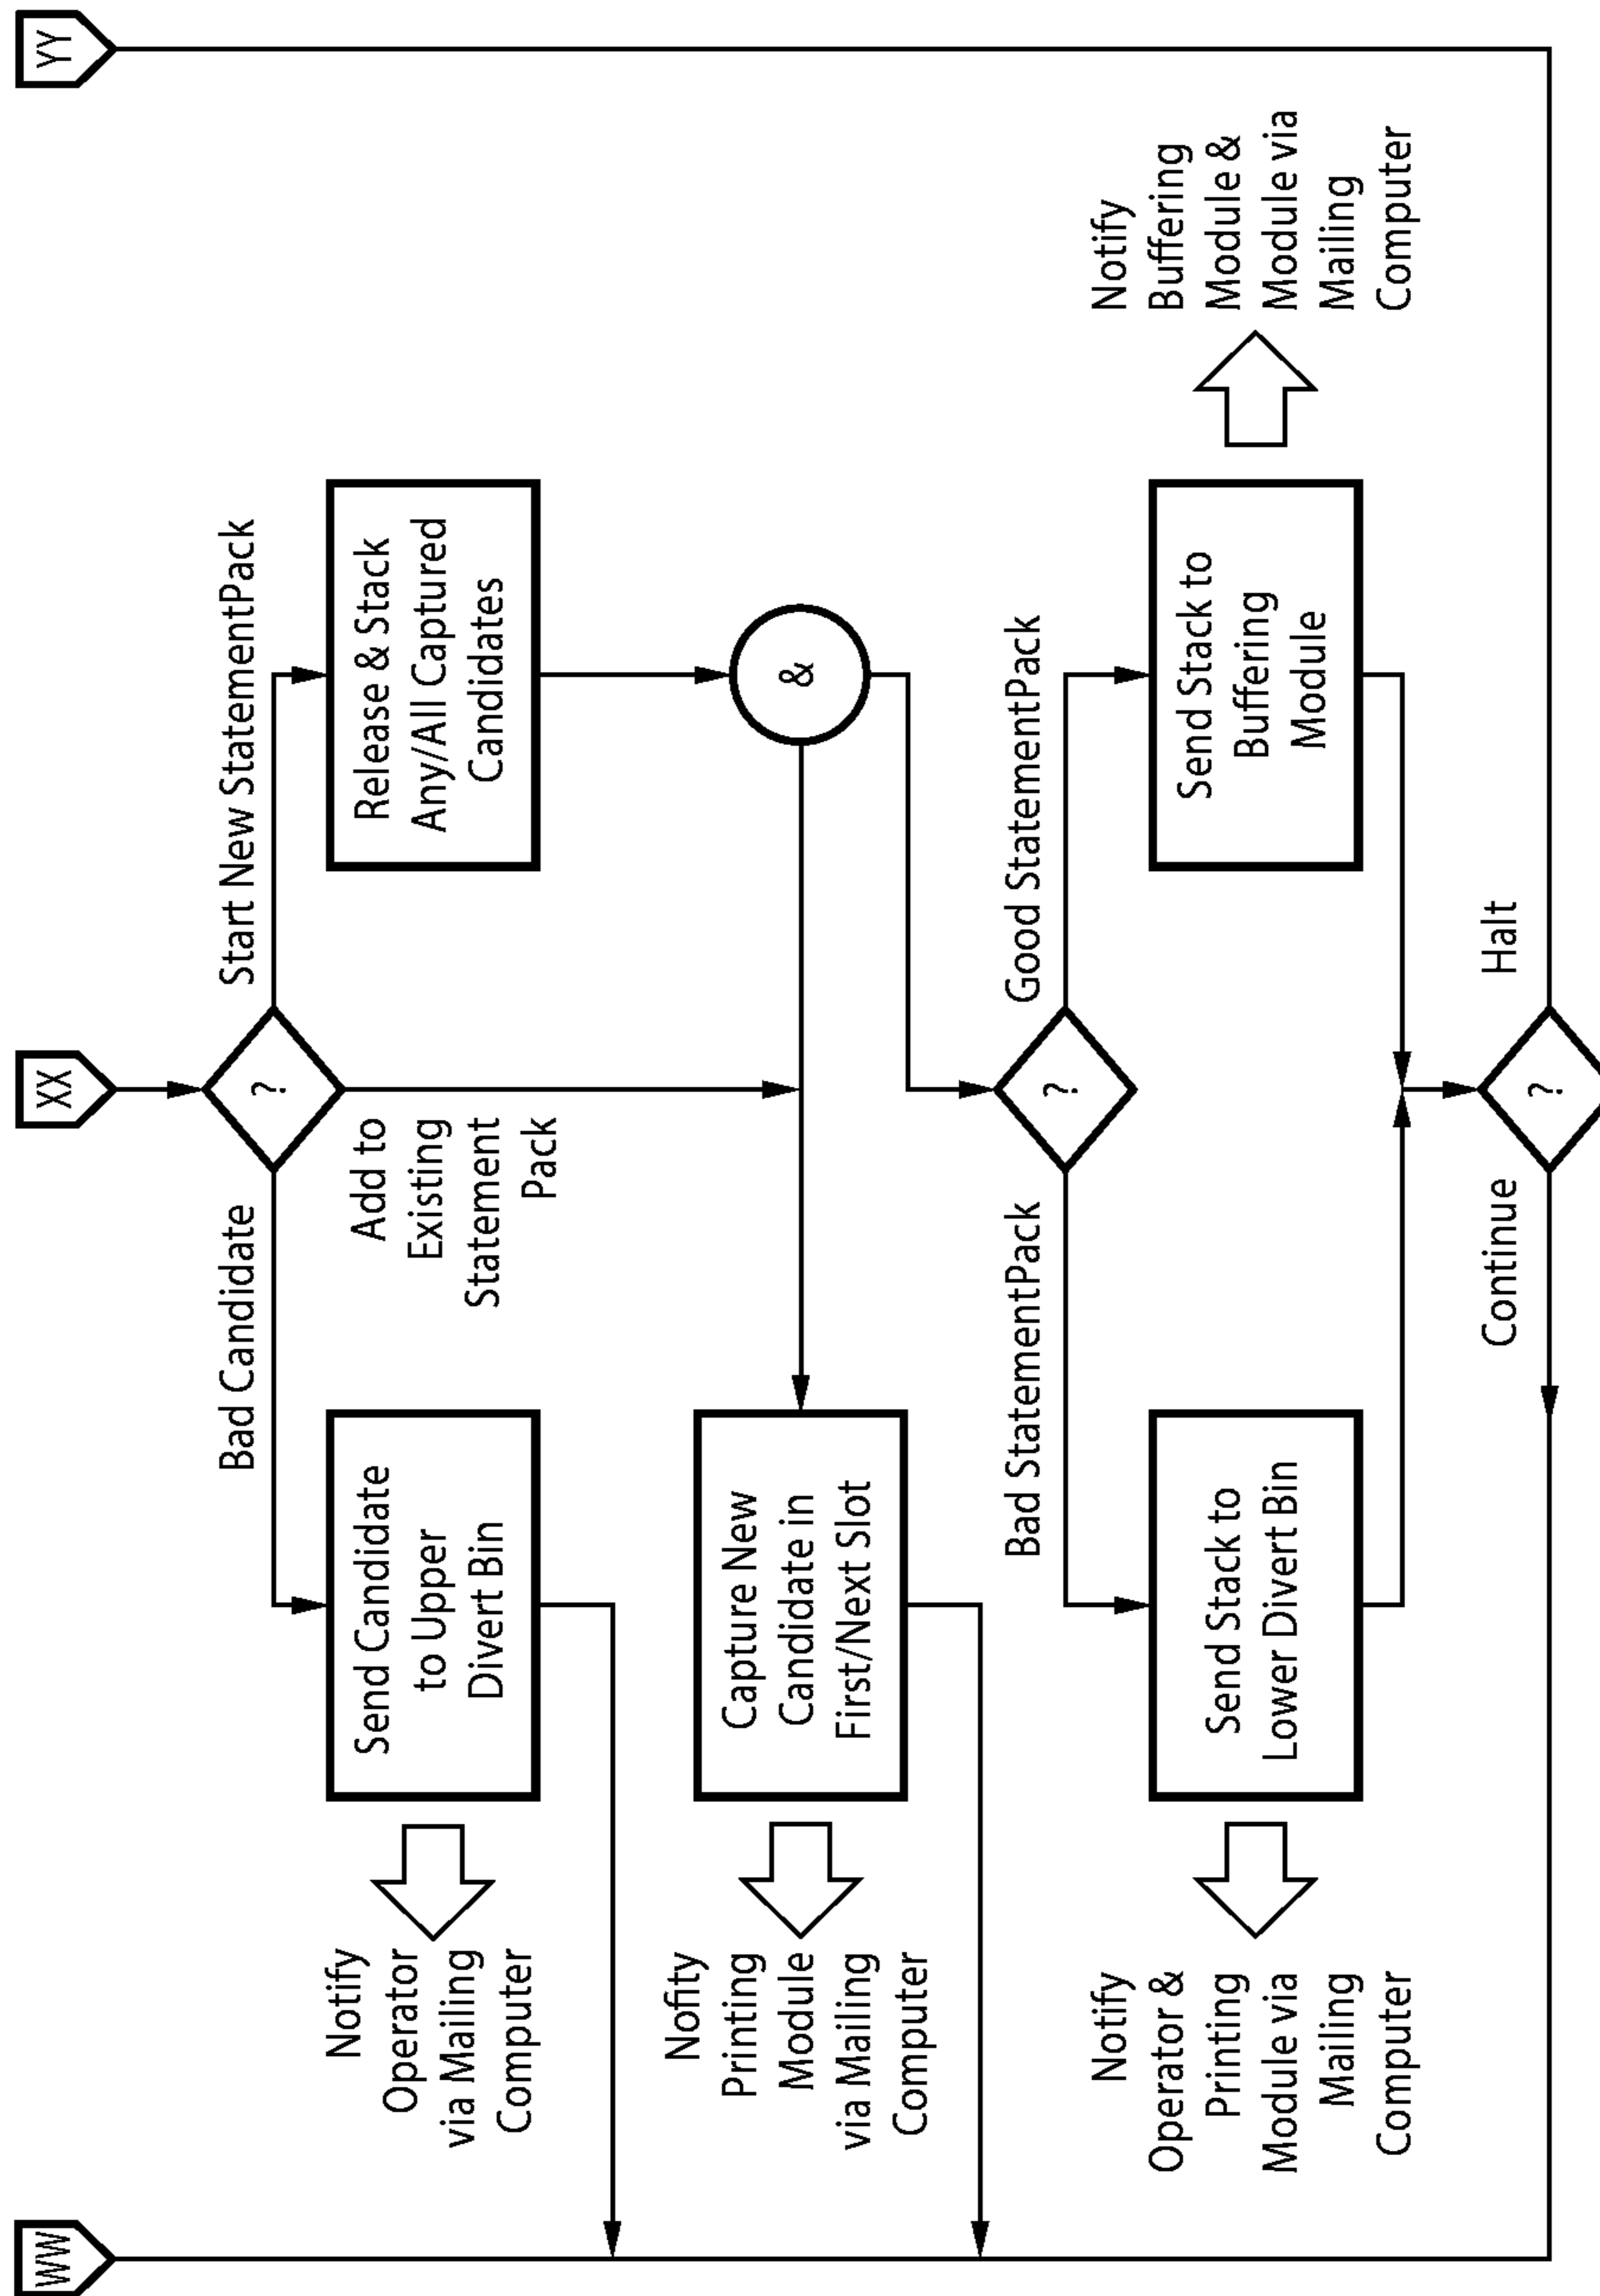 WW
XX
YY
Bad Candidate
Start New StatementPack
Notify
Operator
via Mailing
Computer
Send Candidate
to Upper
Divert Bin
Add to
Existing
Statement
Pack
?
Release & Stack
Any/All Captured
Candidates
Nofity
Printing
Module
via Mailing
Computer
Capture New
Candidate in
First/Next Slot
&
Bad StatementPack
?
Good StatementPack
Notify
Operator &
Printing
Module via
Mailing
Computer
Send Stack to
Lower Divert Bin
Send Stack to
Buffering
Module
Notify
Buffering
Module &
Module via
Mailing
Computer
Continue
?
Halt